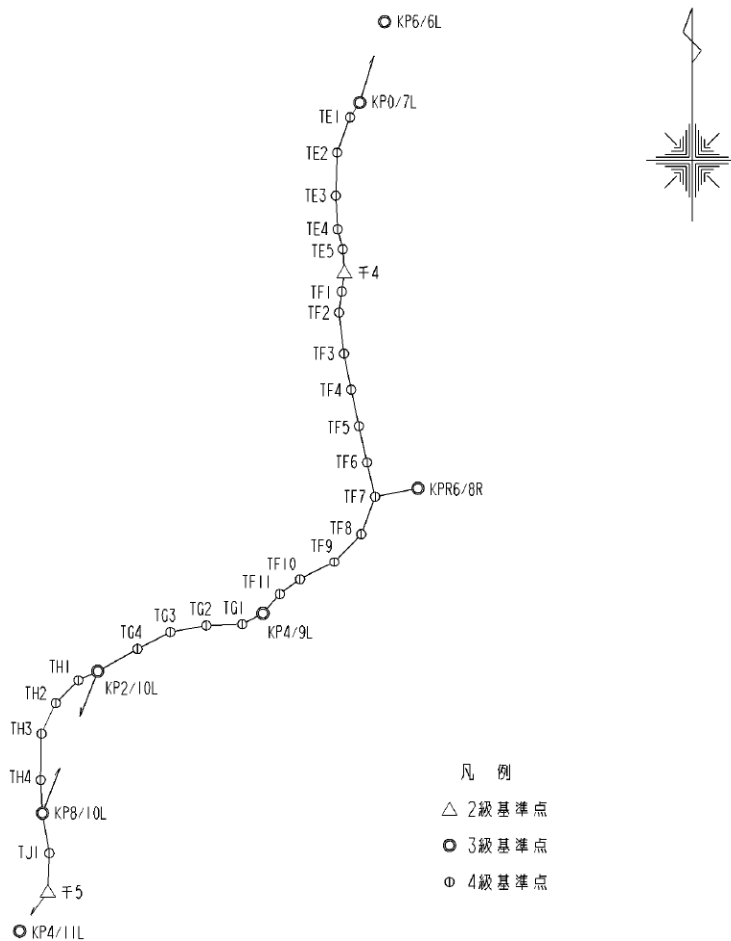 KP6/6L
KP0/7L
TE1
TE2
TE3
TE4
TE5
千4
TF1
TF2
TF3
TF4
TF5
TF6
KPR6/8R
TF7
TF8
TF9
TF10
TF11
TG1
TG2
TG3
KP4/9L
TG4
TH1
KP2/10L
TH2
TH3
凡 例
TH4
2級基準点
KP8/10L
3級基準点
TJ1
4級基準点
千5
KP4/11L